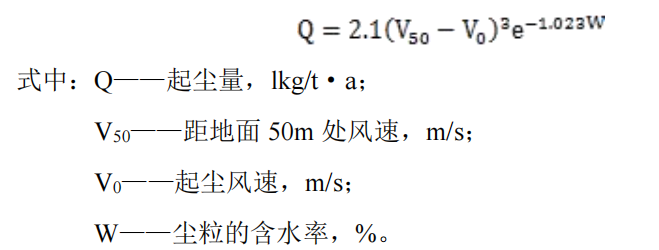 Q = 2.1(V₅₀ − V₀)³e⁻¹·⁰²³ᵂ
式中：Q——起尘量，lkg/t·a；
V₅₀——距地面 50m 处风速，m/s；
V₀——起尘风速，m/s；
W——尘粒的含水率，%。